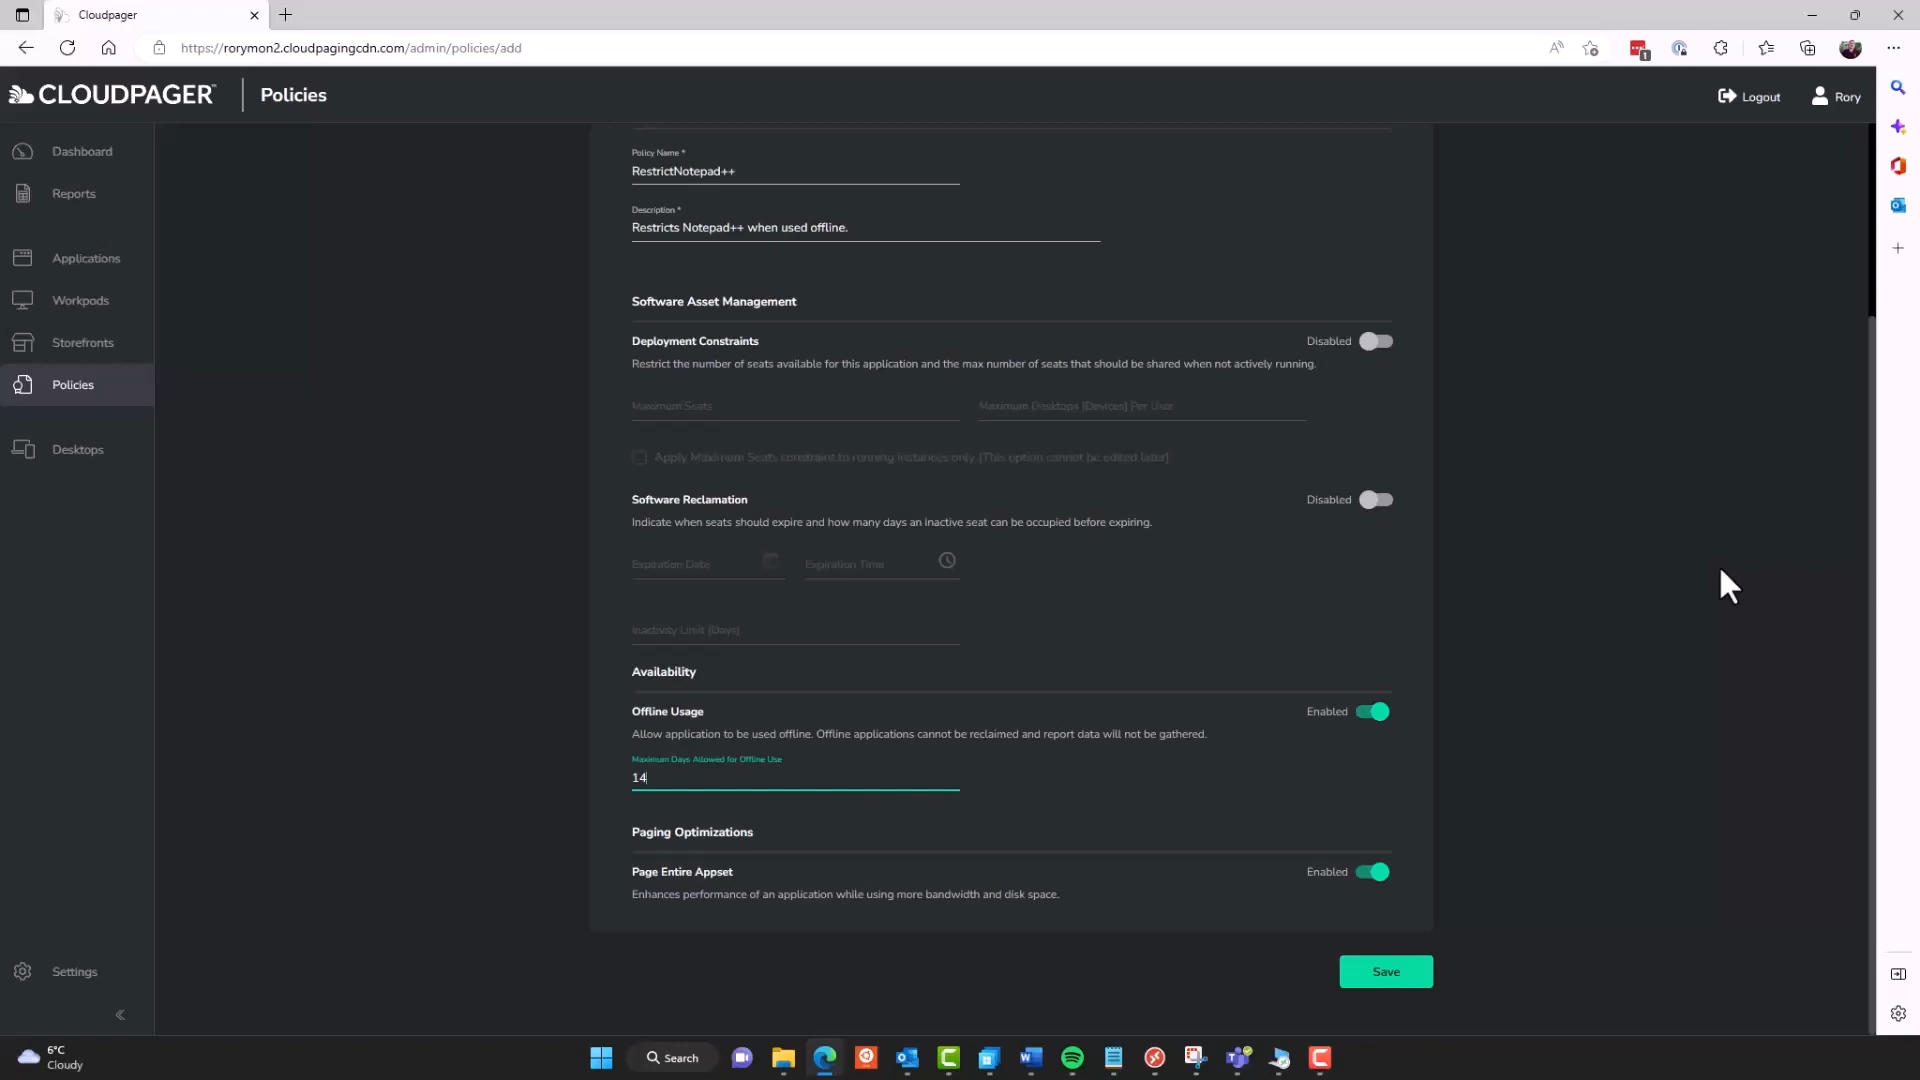 Cloudpager
https://rorymon2.cloudpagingcdn.com/admin/policies/add
1
CLOUDPAGER
Policies
Logout
Rory
Dashboard
Reports
Applications
Workpods
Storefronts
Policies
Desktops
Settings
Policy Name *
RestrictNotepad++
Description *
Restricts Notepad++ when used offline.
Software Asset Management
Deployment Constraints
Disabled
Restrict the number of seats available for this application and the max number of seats that should be shared when not actively running.
Maximum Seats
Maximum Desktops (Devices) Per User
Apply Maximum Seats constraint to running instances only. (This option cannot be edited later)
Software Reclamation
Disabled
Indicate when seats should expire and how many days an inactive seat can be occupied before expiring.
Expiration Date
Expiration Time
Inactivity Limit (Days)
Availability
Offline Usage
Enabled
Allow application to be used offline. Offline applications cannot be reclaimed and report data will not be gathered.
Maximum Days Allowed for Offline Use
14
Paging Optimizations
Page Entire Appset
Enabled
Enhances performance of an application while using more bandwidth and disk space.
Save
6°C
Cloudy
Search